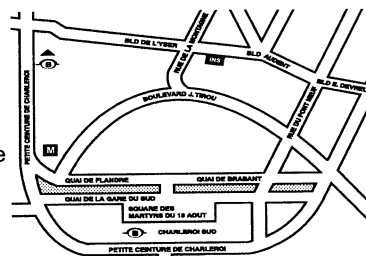 BLD DE L'YSER
RUE DE LA MONTAGNE
BLD AUDENT
INS
BLD E. DEVREU
B
PETITE CEINTURE DE CHARLEROI
BOULEVARD J.TIROU
RUE DU PONT NEUF
M
e
QUAI DE FLANDRE
QUAI DE BRABANT
QUAI DE LA GARE DU SUD
SQUARE DES
MARTYRS DU 18 AOUT
B
CHARLEROI SUD
PETITE CEINTURE DE CHARLEROI